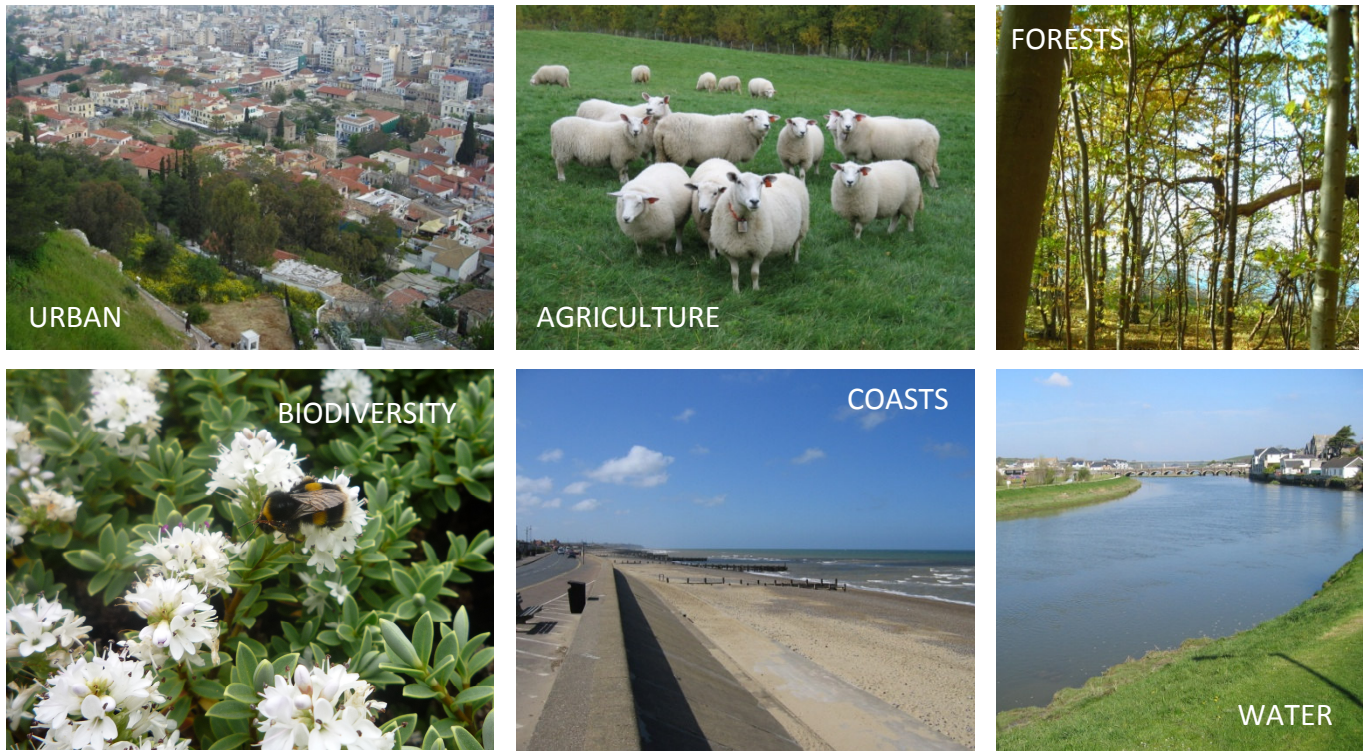 URBAN
AGRICULTURE
FORESTS
BIODIVERSITY
COASTS
WATER